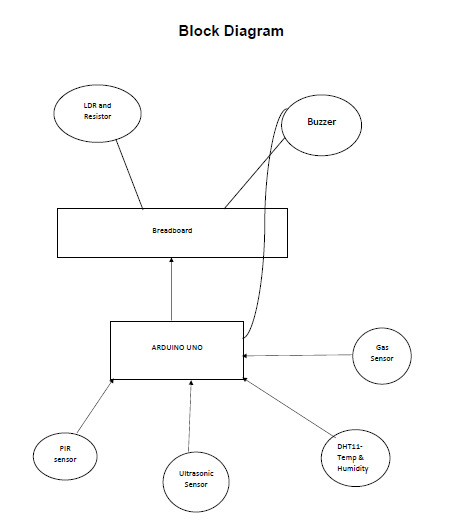 Block Diagram
LDR and
Resistor
Buzzer
Breadboard
ARDUINO UNO
Gas
Sensor
PIR
sensor
Ultrasonic
Sensor
DHT11-
Temp &
Humidity